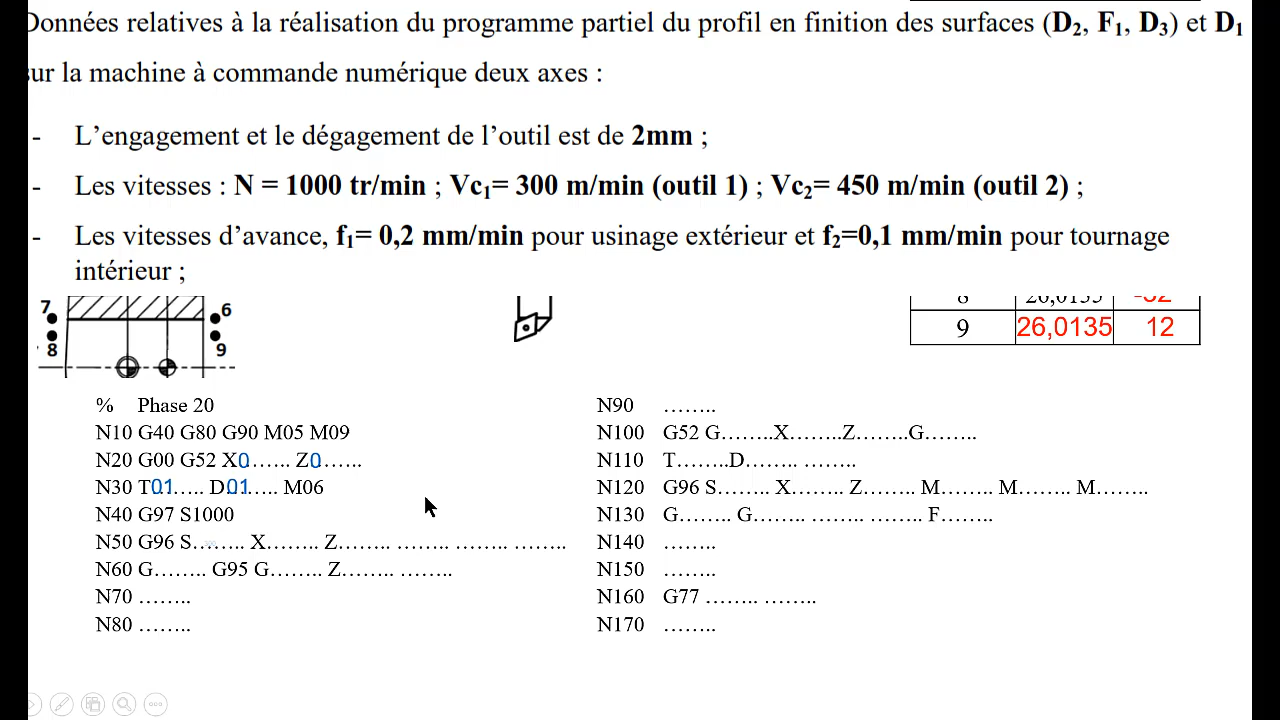 Données relatives à la réalisation du programme partiel du profil en finition des surfaces (D2, F1, D3) et D1
sur la machine à commande numérique deux axes :
- L'engagement et le dégagement de l'outil est de 2mm ;
- Les vitesses : N = 1000 tr/min ; Vc1= 300 m/min (outil 1) ; Vc2= 450 m/min (outil 2) ;
- Les vitesses d'avance, f1= 0,2 mm/min pour usinage extérieur et f2=0,1 mm/min pour tournage
intérieur ;
7 6
8 9
8 26,0135 -32
9 26,0135 12
% Phase 20
N10 G40 G80 G90 M05 M09
N20 G00 G52 X0…… Z0……
N30 T01…… D01…… M06
N40 G97 S1000
N50 G96 S…….. X…….. Z…….. …….. …….. ……..
N60 G…….. G95 G…….. Z…….. ……..
N70 ……..
N80 ……..
N90 ……..
N100 G52 G……..X……..Z……..G……..
N110 T……..D…….. ……..
N120 G96 S…….. X…….. Z…….. M…….. M…….. M……..
N130 G…….. G…….. …….. …….. F……..
N140 ……..
N150 ……..
N160 G77 …….. ……..
N170 ……..